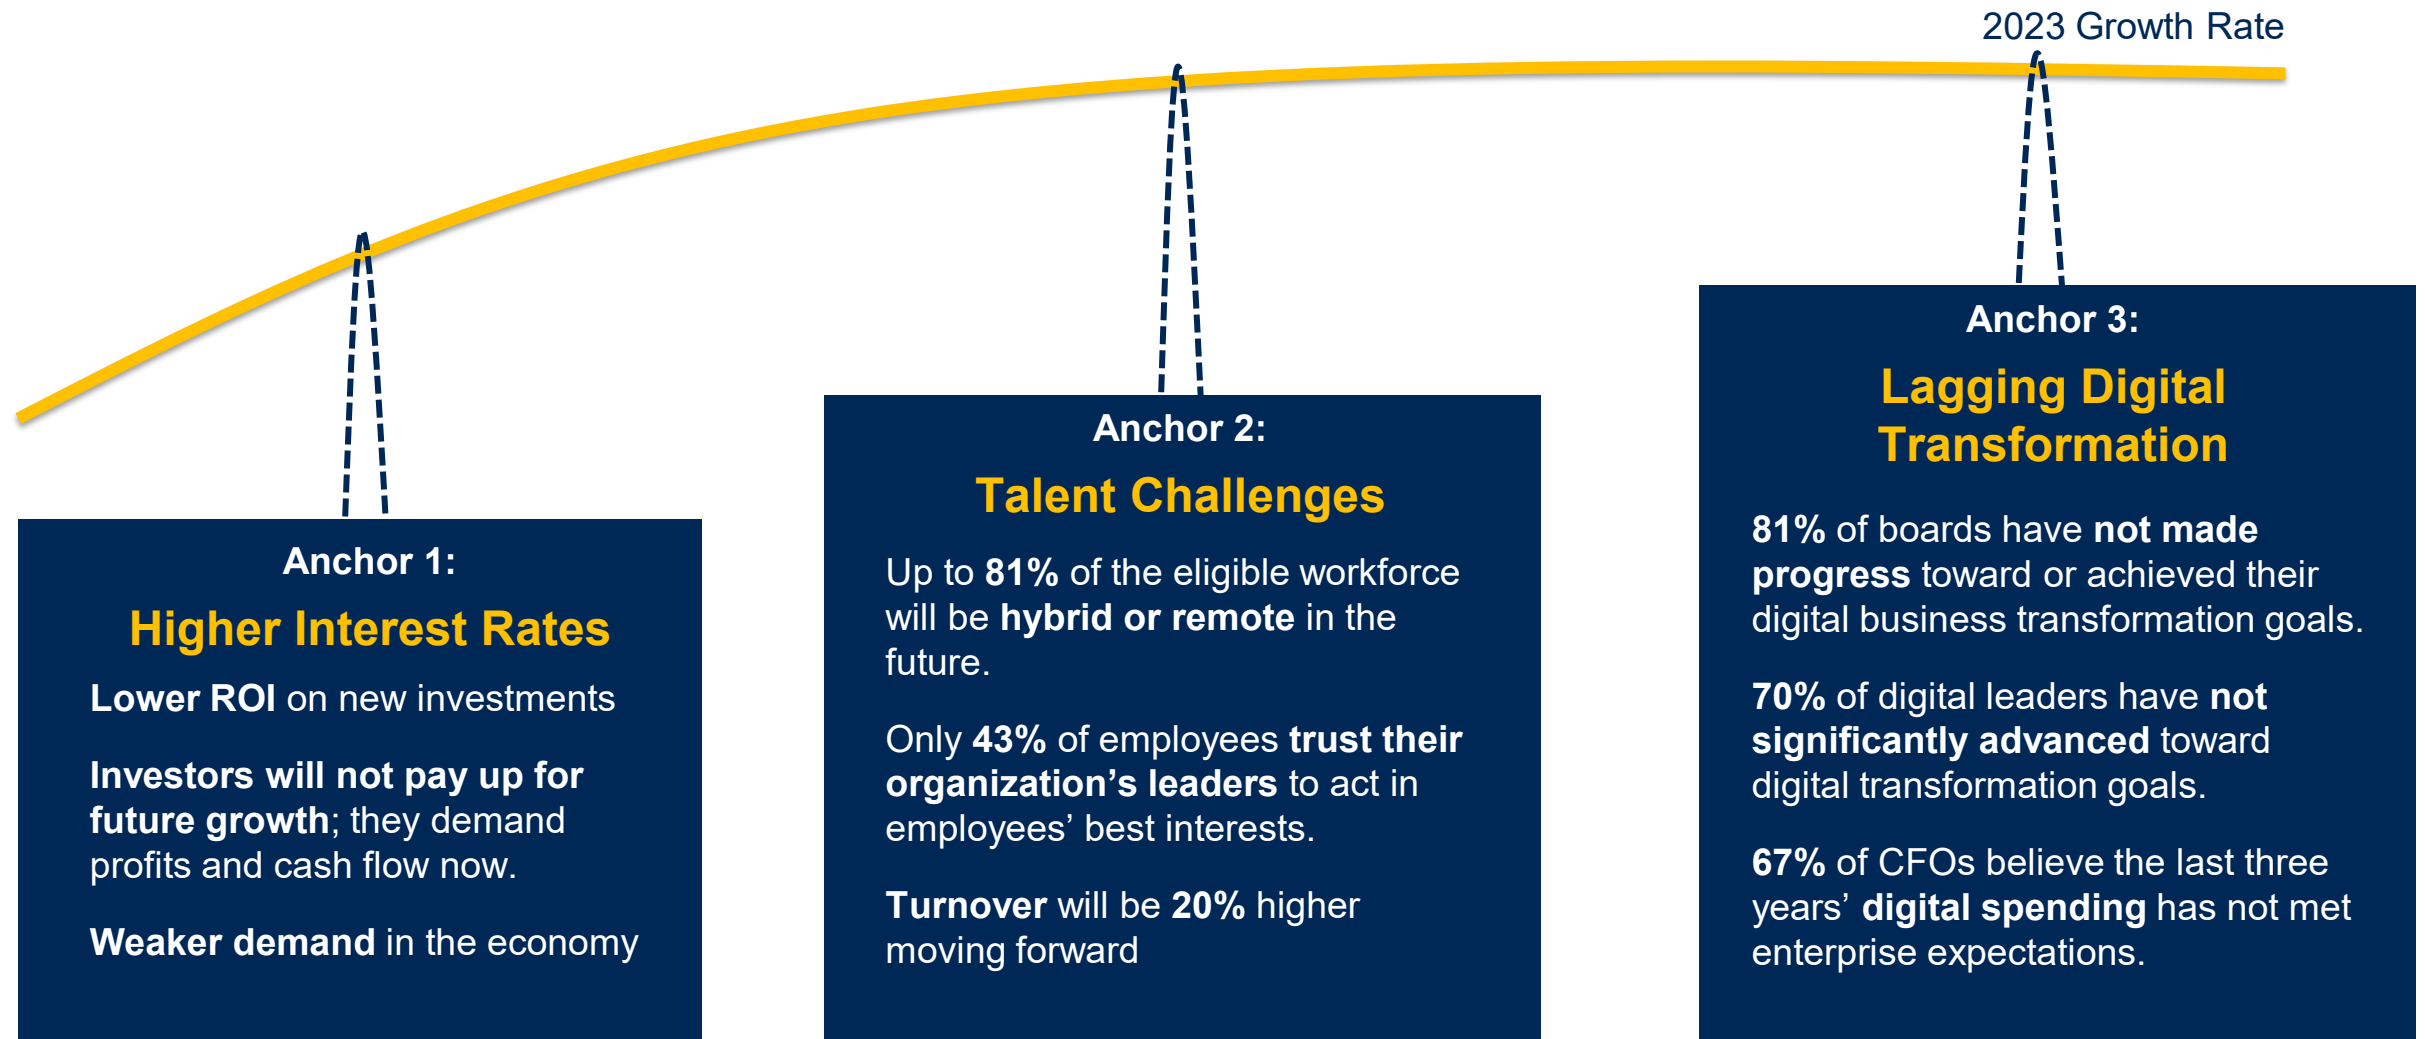 2023 Growth Rate
Anchor 1:
Higher Interest Rates
Lower ROI on new investments
Investors will not pay up for
future growth; they demand
profits and cash flow now.
Weaker demand in the economy
Anchor 2:
Talent Challenges
Up to 81% of the eligible workforce
will be hybrid or remote in the
future.
Only 43% of employees trust their
organization’s leaders to act in
employees’ best interests.
Turnover will be 20% higher
moving forward
Anchor 3:
Lagging Digital
Transformation
81% of boards have not made
progress toward or achieved their
digital business transformation goals.
70% of digital leaders have not
significantly advanced toward
digital transformation goals.
67% of CFOs believe the last three
years’ digital spending has not met
enterprise expectations.